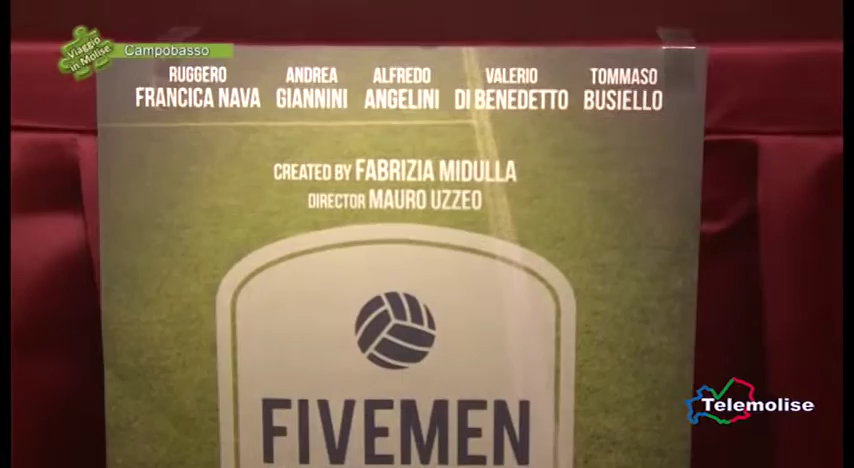 Viaggio
in Molise
Campobasso
RUGGERO
FRANCICA NAVA
ANDREA
GIANNINI
ALFREDO
ANGELINI
VALERIO
DI BENEDETTO
TOMMASO
BUSIELLO
CREATED BY FABRIZIA MIDULLA
DIRECTOR MAURO UZZEO
FIVEMEN
Telemolise